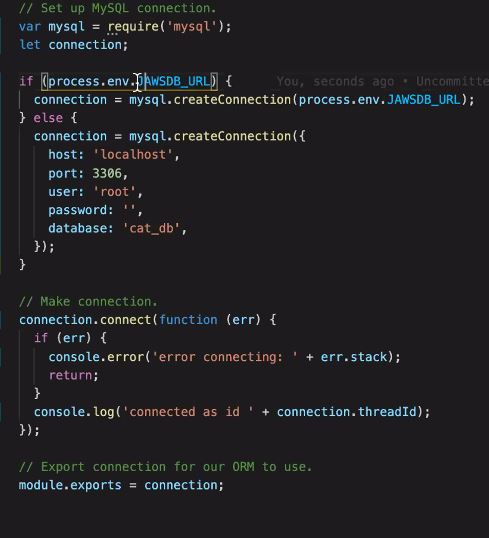 // Set up MySQL connection.
var mysql = require('mysql');
let connection;
if (process.env.JAWSDB_URL) { You, seconds ago • Uncommitte
connection = mysql.createConnection(process.env.JAWSDB_URL);
} else {
connection = mysql.createConnection({
host: 'localhost',
port: 3306,
user: 'root',
password: '',
database: 'cat_db',
});
}
// Make connection.
connection.connect(function (err) {
if (err) {
console.error('error connecting: ' + err.stack);
return;
}
console.log('connected as id ' + connection.threadId);
});
// Export connection for our ORM to use.
module.exports = connection;